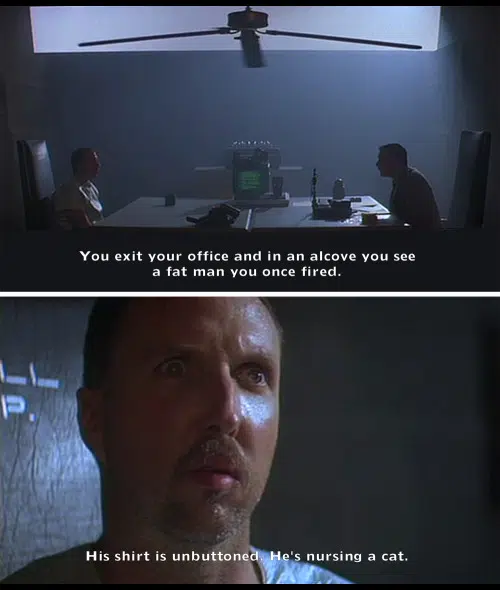 You exit your office and in an alcove you see
a fat man you once fired.
LL
P.
His shirt is unbuttoned. He's nursing a cat.